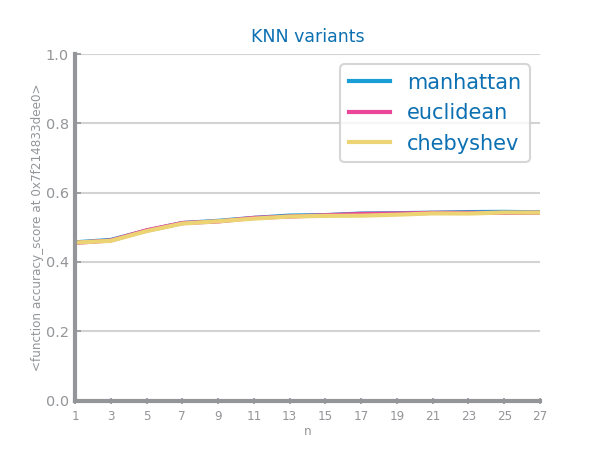 KNN variants
<function accuracy_score at 0x7f214833dee0>
1.0
0.8
0.6
0.4
0.2
0.0
manhattan
euclidean
chebyshev
1 3 5 7 9 11 13 15 17 19 21 23 25 27
n